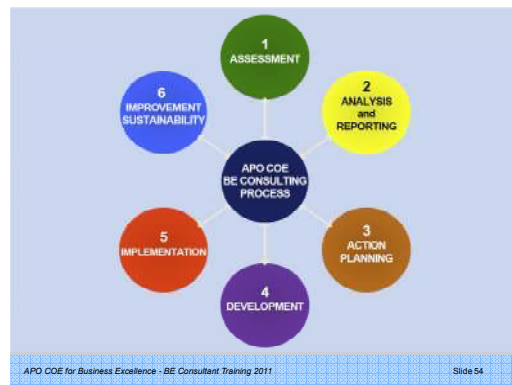 1
ASSESSMENT
2
ANALYSIS
and
REPORTING
3
ACTION
PLANNING
4
DEVELOPMENT
5
IMPLEMENTATION
6
IMPROVEMENT
SUSTAINABILITY
APO COE
BE CONSULTING
PROCESS
APO COE for Business Excellence - BE Consultant Training 2011
Slide 54